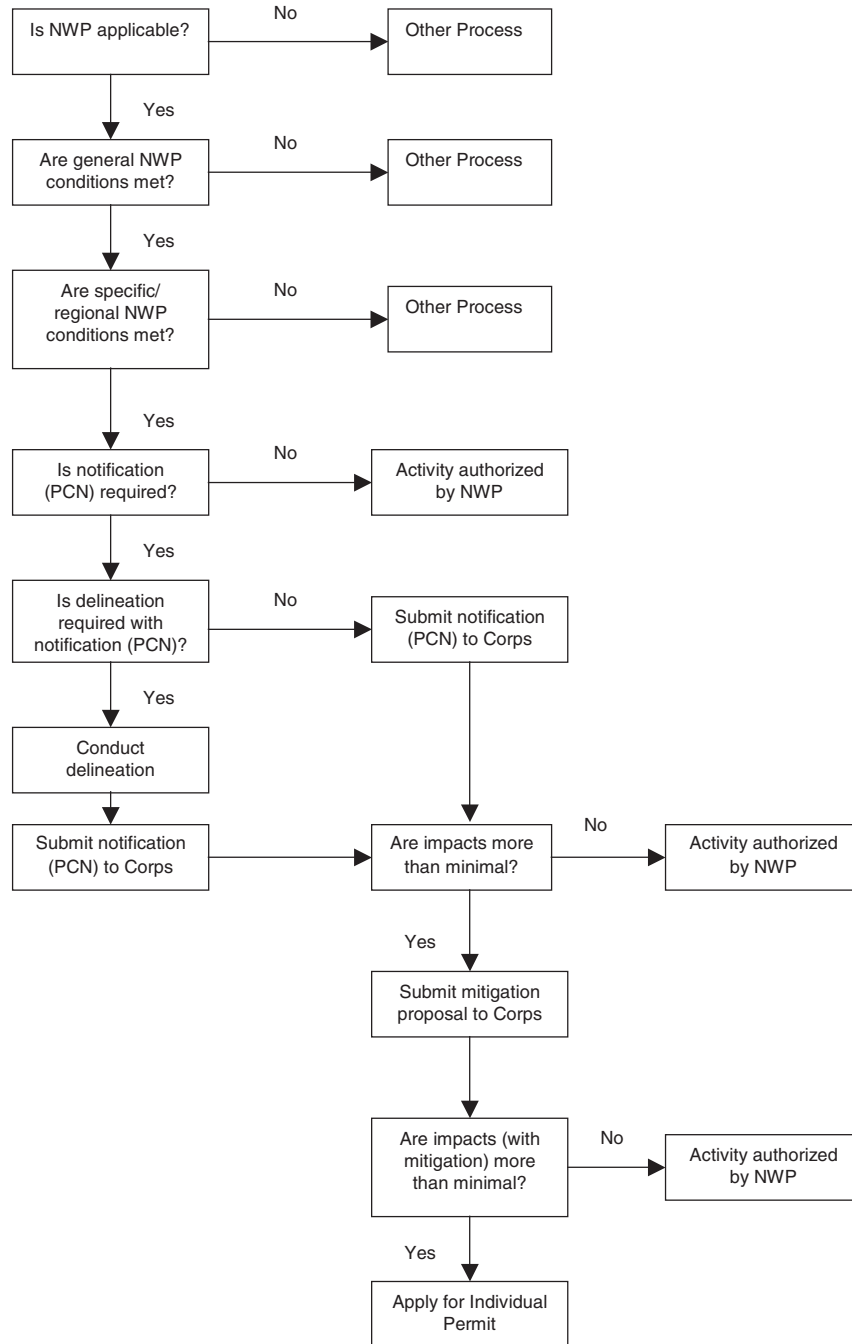 No
Is NWP applicable?
Other Process
Yes
No
Are general NWP
conditions met?
Other Process
Yes
Are specific/
regional NWP
conditions met?
No
Other Process
Yes
Is notification
(PCN) required?
No
Activity authorized
by NWP
Yes
Is delineation
required with
notification (PCN)?
No
Submit notification
(PCN) to Corps
Yes
Conduct
delineation
Submit notification
(PCN) to Corps
Are impacts more
than minimal?
No
Activity authorized
by NWP
Yes
Submit mitigation
proposal to Corps
Are impacts (with
mitigation) more
than minimal?
No
Activity authorized
by NWP
Yes
Apply for Individual
Permit